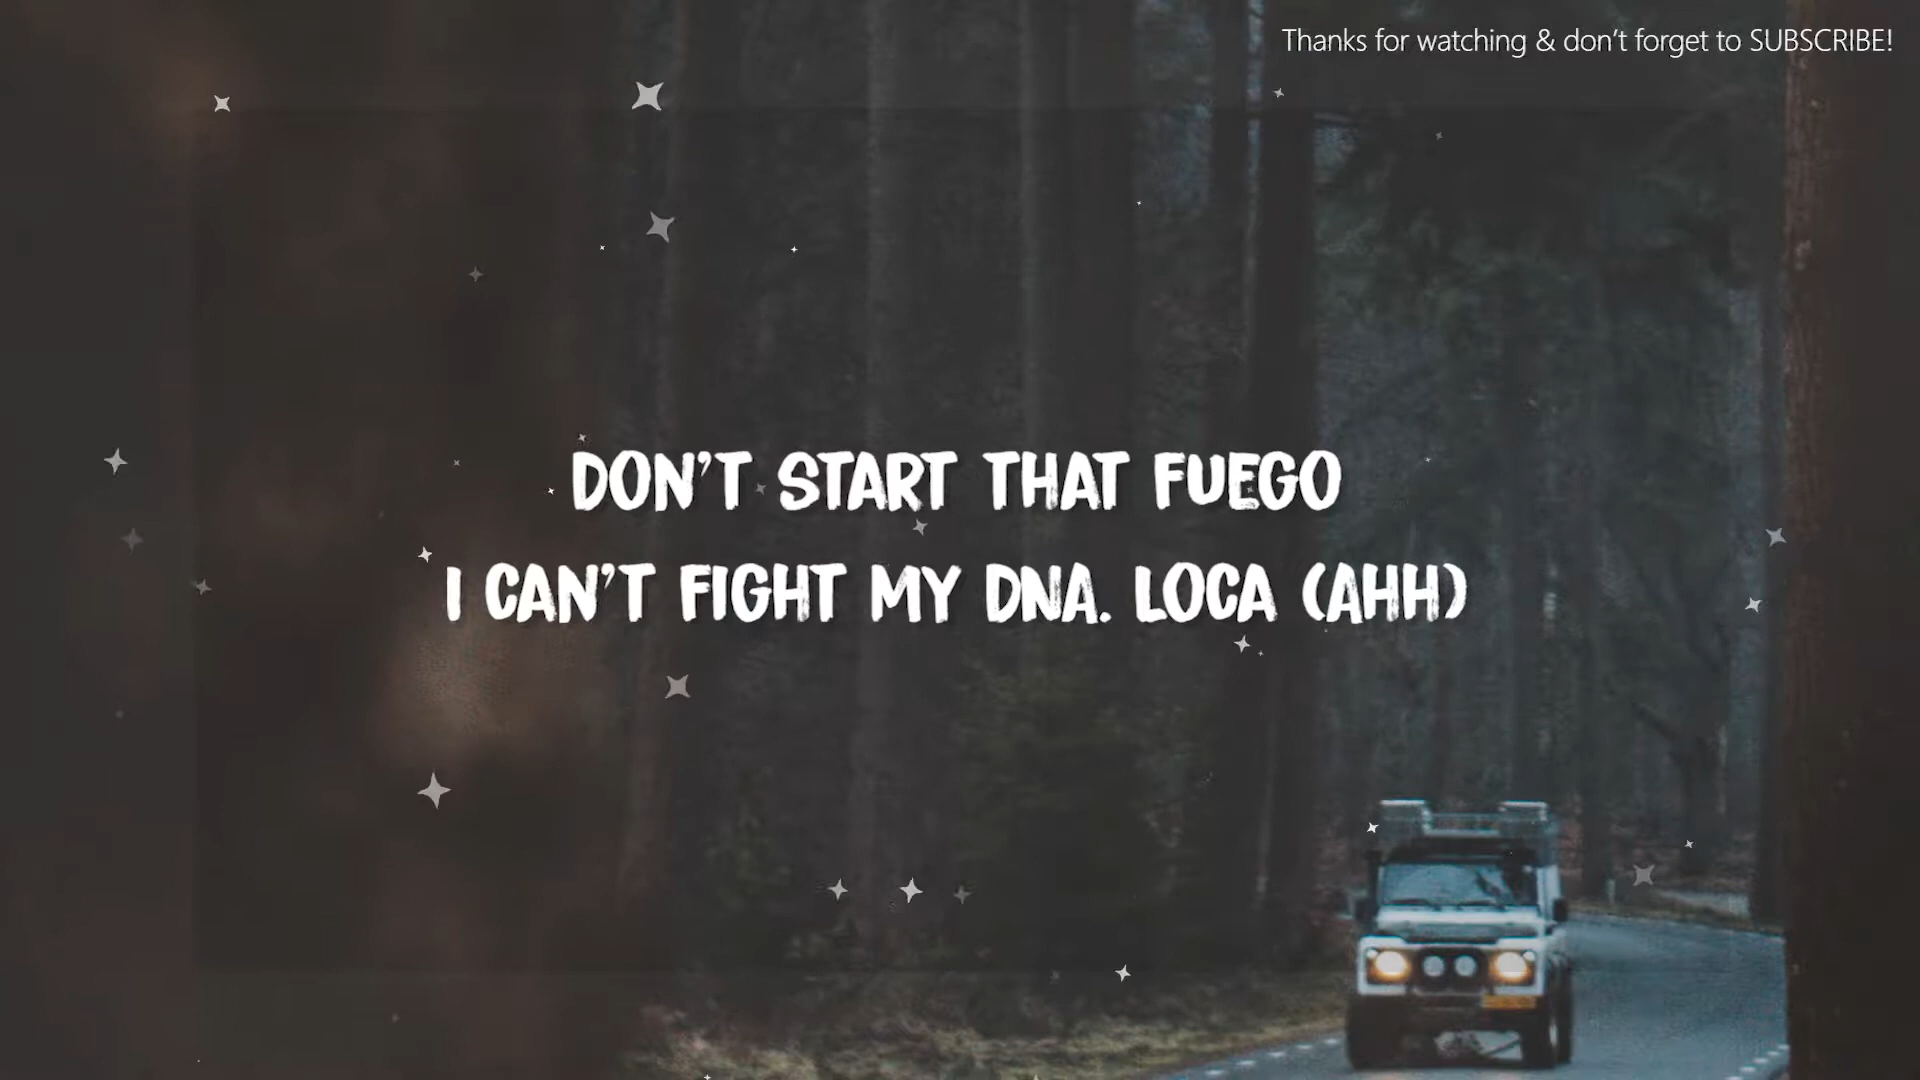 Thanks for watching & don't forget to SUBSCRIBE!
DON'T START THAT FUEGO
I CAN'T FIGHT MY DNA. LOCA (AHH)